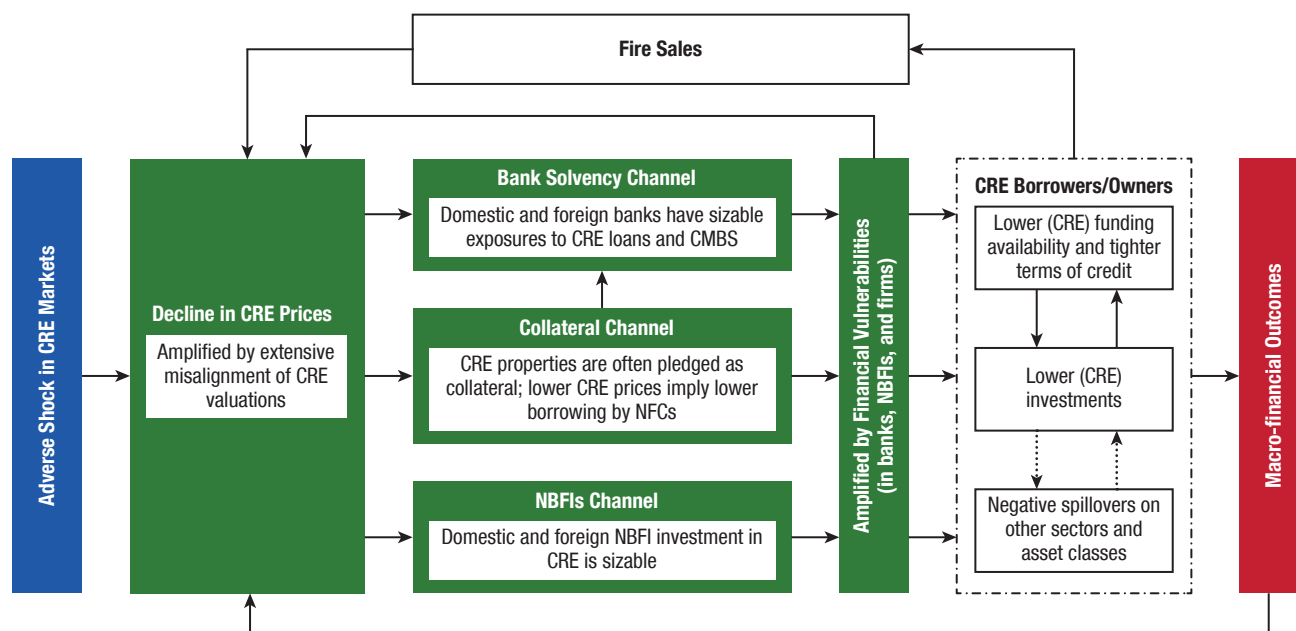 Fire Sales
Adverse Shock in CRE Markets
Decline in CRE Prices
Amplified by extensive
misalignment of CRE
valuations
Bank Solvency Channel
Domestic and foreign banks have sizable
exposures to CRE loans and CMBS
Collateral Channel
CRE properties are often pledged as
collateral; lower CRE prices imply lower
borrowing by NFCs
NBFIs Channel
Domestic and foreign NBFI investment in
CRE is sizable
Amplified by Financial Vulnerabilities
(in banks, NBFIs, and firms)
CRE Borrowers/Owners
Lower (CRE) funding
availability and tighter
terms of credit
Lower (CRE)
investments
Negative spillovers on
other sectors and
asset classes
Macro-financial Outcomes